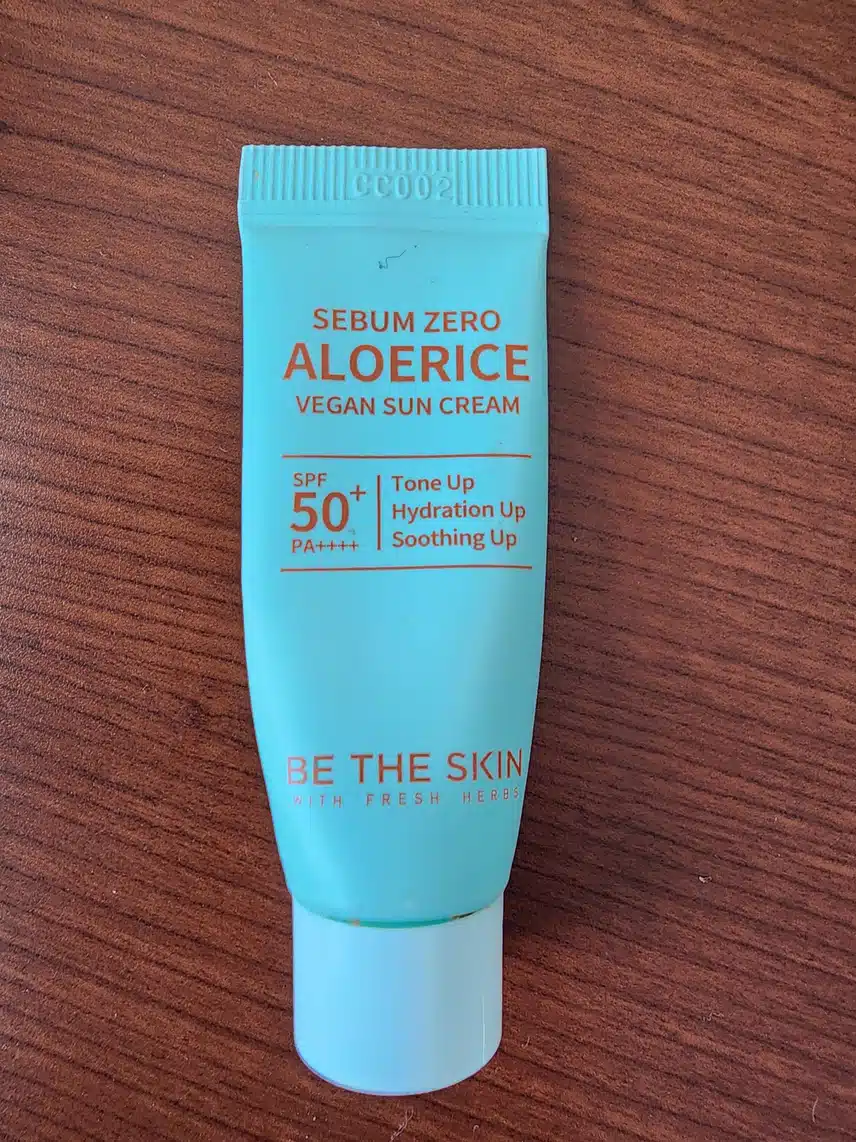 CC002
SEBUM ZERO
ALOERICE
VEGAN SUN CREAM
SPF
50+
PA++++
Tone Up
Hydration Up
Soothing Up
BE THE SKIN
WITH FRESH HERBS